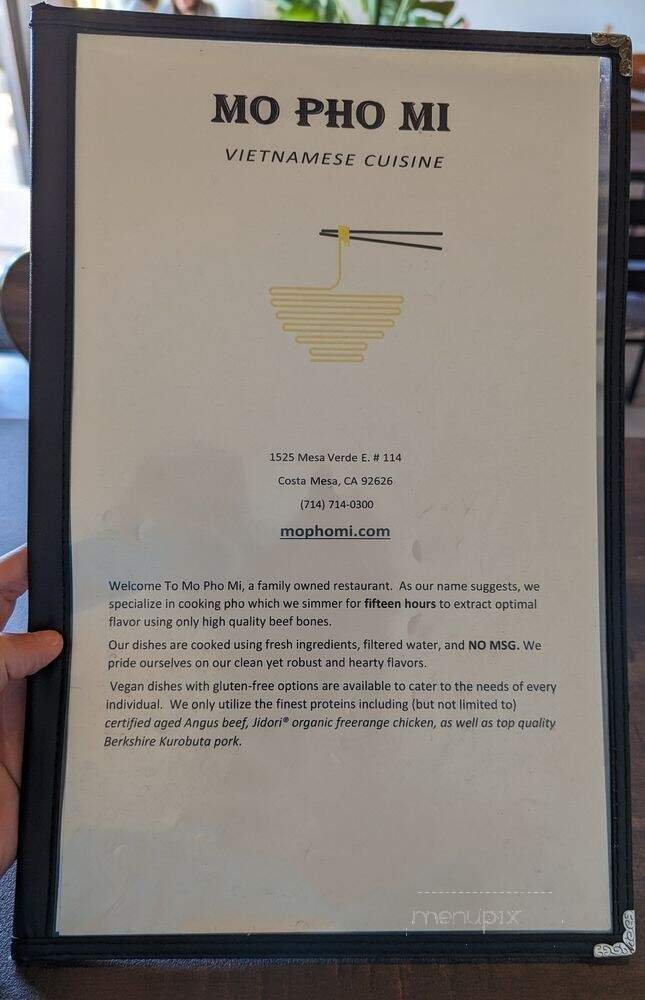 MO PHO MI
VIETNAMESE CUISINE
1525 Mesa Verde E. # 114
Costa Mesa, CA 92626
(714) 714-0300
mophomi.com
Welcome To Mo Pho Mi, a family owned restaurant. As our name suggests, we
specialize in cooking pho which we simmer for fifteen hours to extract optimal
flavor using only high quality beef bones.
Our dishes are cooked using fresh ingredients, filtered water, and NO MSG. We
pride ourselves on our clean yet robust and hearty flavors.
Vegan dishes with gluten-free options are available to cater to the needs of every
individual. We only utilize the finest proteins including (but not limited to)
certified aged Angus beef, Jidori® organic freerange chicken, as well as top quality
Berkshire Kurobuta pork.
menupix